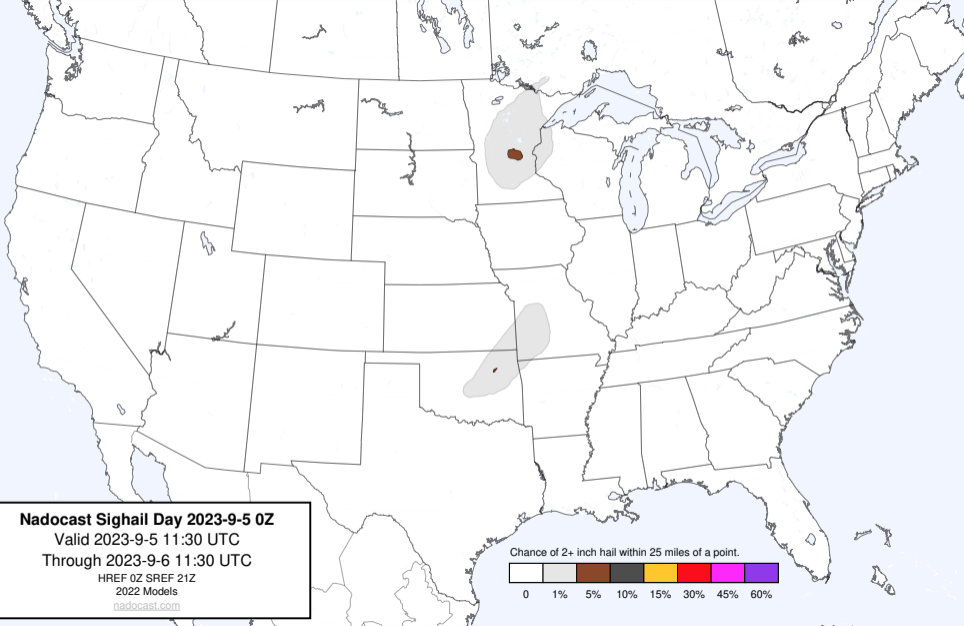 Nadocast Sighail Day 2023-9-5 0Z
Valid 2023-9-5 11:30 UTC
Through 2023-9-6 11:30 UTC
HREF 0Z SREF 21Z
2022 Models
nadocast.com
Chance of 2+ inch hail within 25 miles of a point.
0 1% 5% 10% 15% 30% 45% 60%